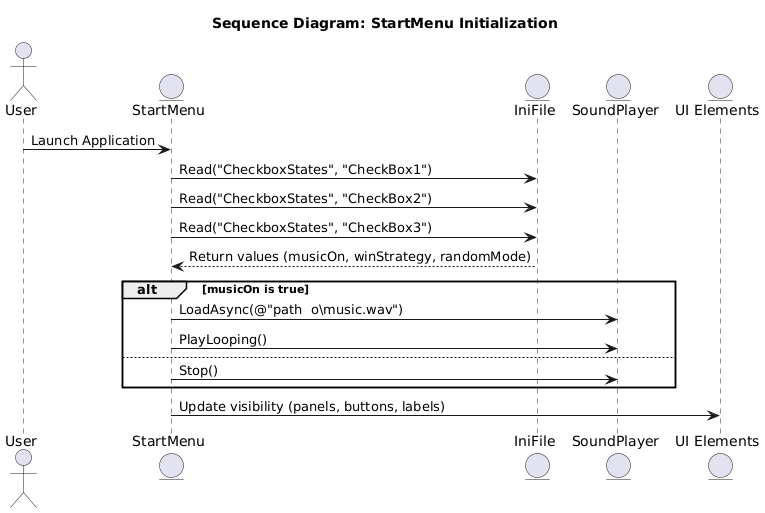 Sequence Diagram: StartMenu Initialization
User StartMenu IniFile SoundPlayer UI Elements
Launch Application
Read("CheckboxStates", "CheckBox1")
Read("CheckboxStates", "CheckBox2")
Read("CheckboxStates", "CheckBox3")
Return values (musicOn, winStrategy, randomMode)
alt [musicOn is true]
LoadAsync(@"path  o\music.wav")
PlayLooping()
Stop()
Update visibility (panels, buttons, labels)
User StartMenu IniFile SoundPlayer UI Elements